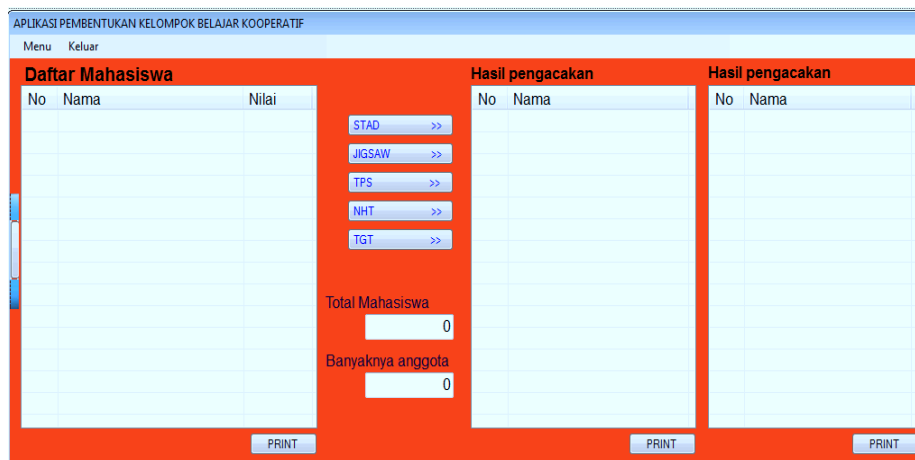 APLIKASI PEMBENTUKAN KELOMPOK BELAJAR KOOPERATIF
Menu Keluar
Daftar Mahasiswa
No Nama Nilai
STAD >>
JIGSAW >>
TPS >>
NHT >>
TGT >>
Total Mahasiswa
0
Banyaknya anggota
0
PRINT
Hasil pengacakan
No Nama
PRINT
Hasil pengacakan
No Nama
PRINT